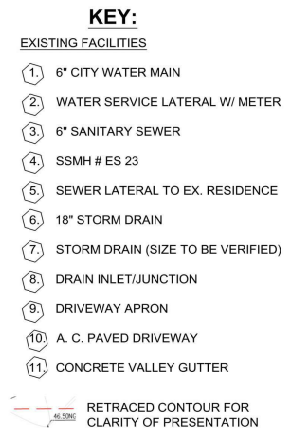 KEY:
EXISTING FACILITIES
1. 6" CITY WATER MAIN
2. WATER SERVICE LATERAL W/ METER
3. 6" SANITARY SEWER
4. SSMH # ES 23
5. SEWER LATERAL TO EX. RESIDENCE
6. 18" STORM DRAIN
7. STORM DRAIN (SIZE TO BE VERIFIED)
8. DRAIN INLET/JUNCTION
9. DRIVEWAY APRON
10. A. C. PAVED DRIVEWAY
11. CONCRETE VALLEY GUTTER
46.50NG
RETRACED CONTOUR FOR
CLARITY OF PRESENTATION